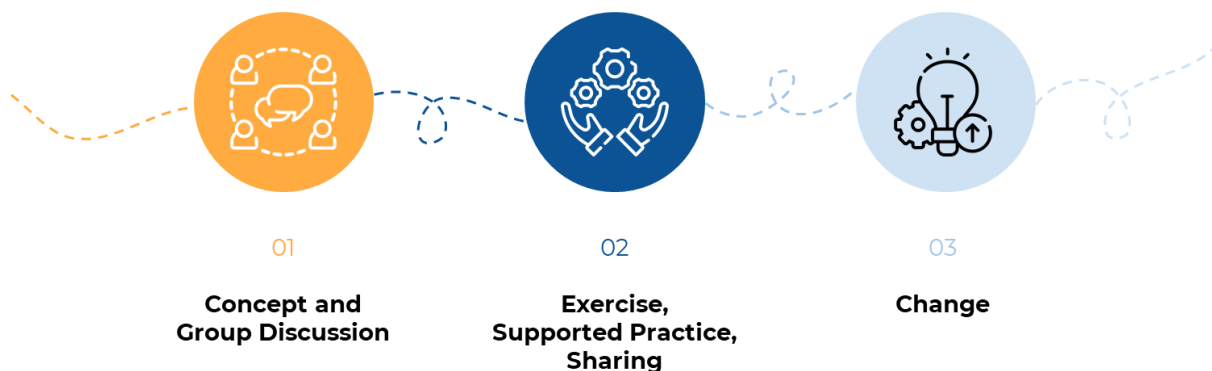 01
Concept and
Group Discussion
02
Exercise,
Supported Practice,
Sharing
03
Change